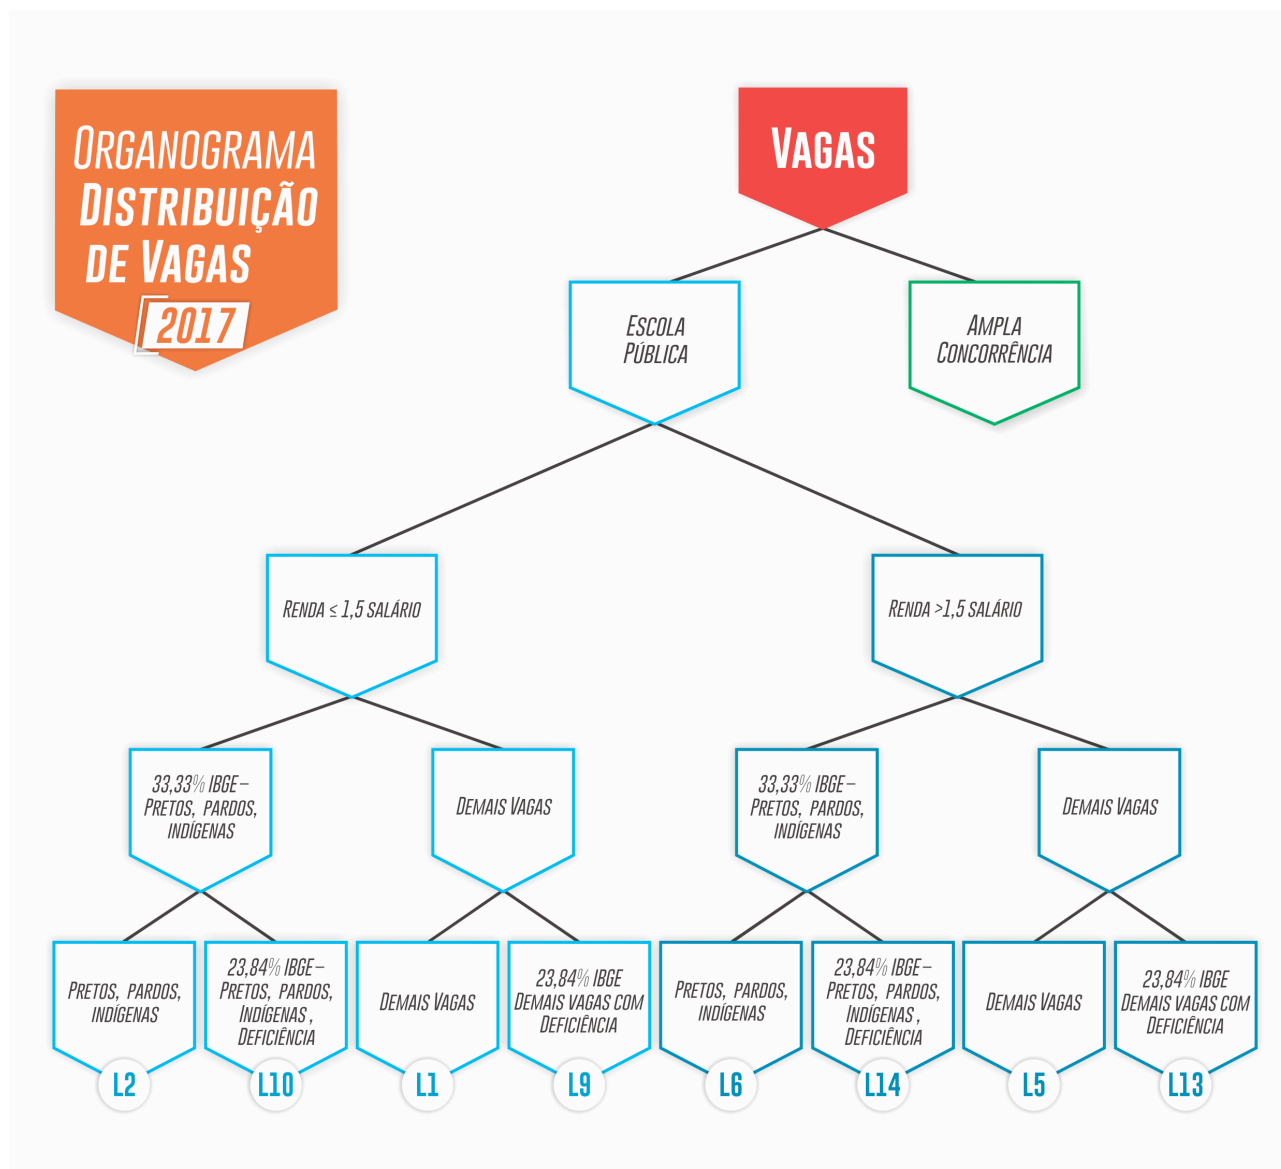 Organograma
Distribuição
de Vagas
2017
Vagas
Escola
Pública
Ampla
Concorrência
Renda ≤ 1,5 salário
Renda >1,5 salário
33,33% IBGE –
Pretos, pardos,
indígenas
Demais Vagas
33,33% IBGE –
Pretos, pardos,
indígenas
Demais Vagas
Pretos, pardos,
indígenas
L2
23,84% IBGE –
Pretos, pardos,
Indígenas ,
Deficiência
L10
Demais Vagas
L1
23,84% IBGE
Demais vagas com
Deficiência
L9
Pretos, pardos,
indígenas
L6
23,84% IBGE –
Pretos, pardos,
Indígenas ,
Deficiência
L14
Demais Vagas
L5
23,84% IBGE
Demais vagas com
Deficiência
L13